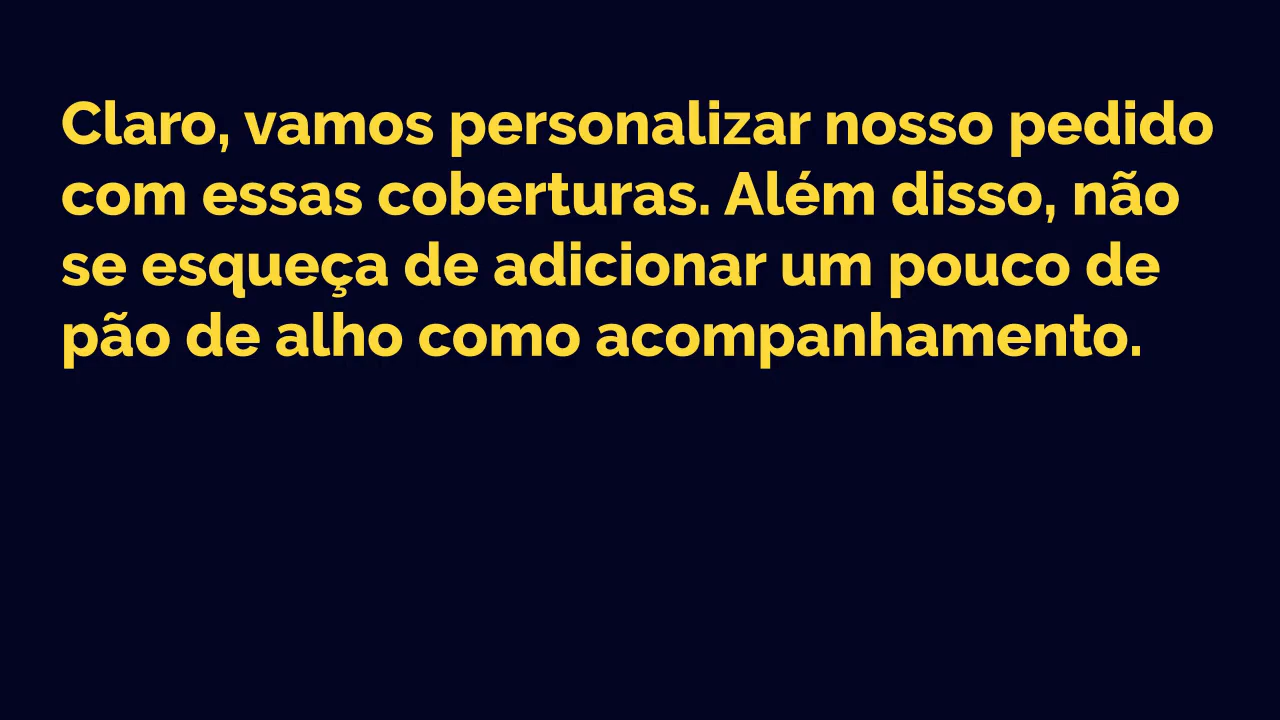 Claro, vamos personalizar nosso pedido
com essas coberturas. Além disso, não
se esqueça de adicionar um pouco de
pão de alho como acompanhamento.